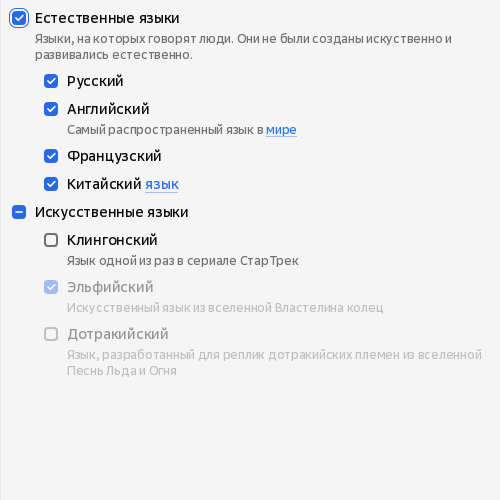 Естественные языки
Языки, на которых говорят люди. Они не были созданы искуственно и
развивались естественно.
Русский
Английский
Самый распространенный язык в мире
Французский
Китайский язык
Искусственные языки
Клингонский
Язык одной из раз в сериале СтарТрек
Эльфийский
Искусственный язык из вселенной Властелина колец
Дотракийский
Язык, разработанный для реплик дотракийских племен из вселенной
Песнь Льда и Огня